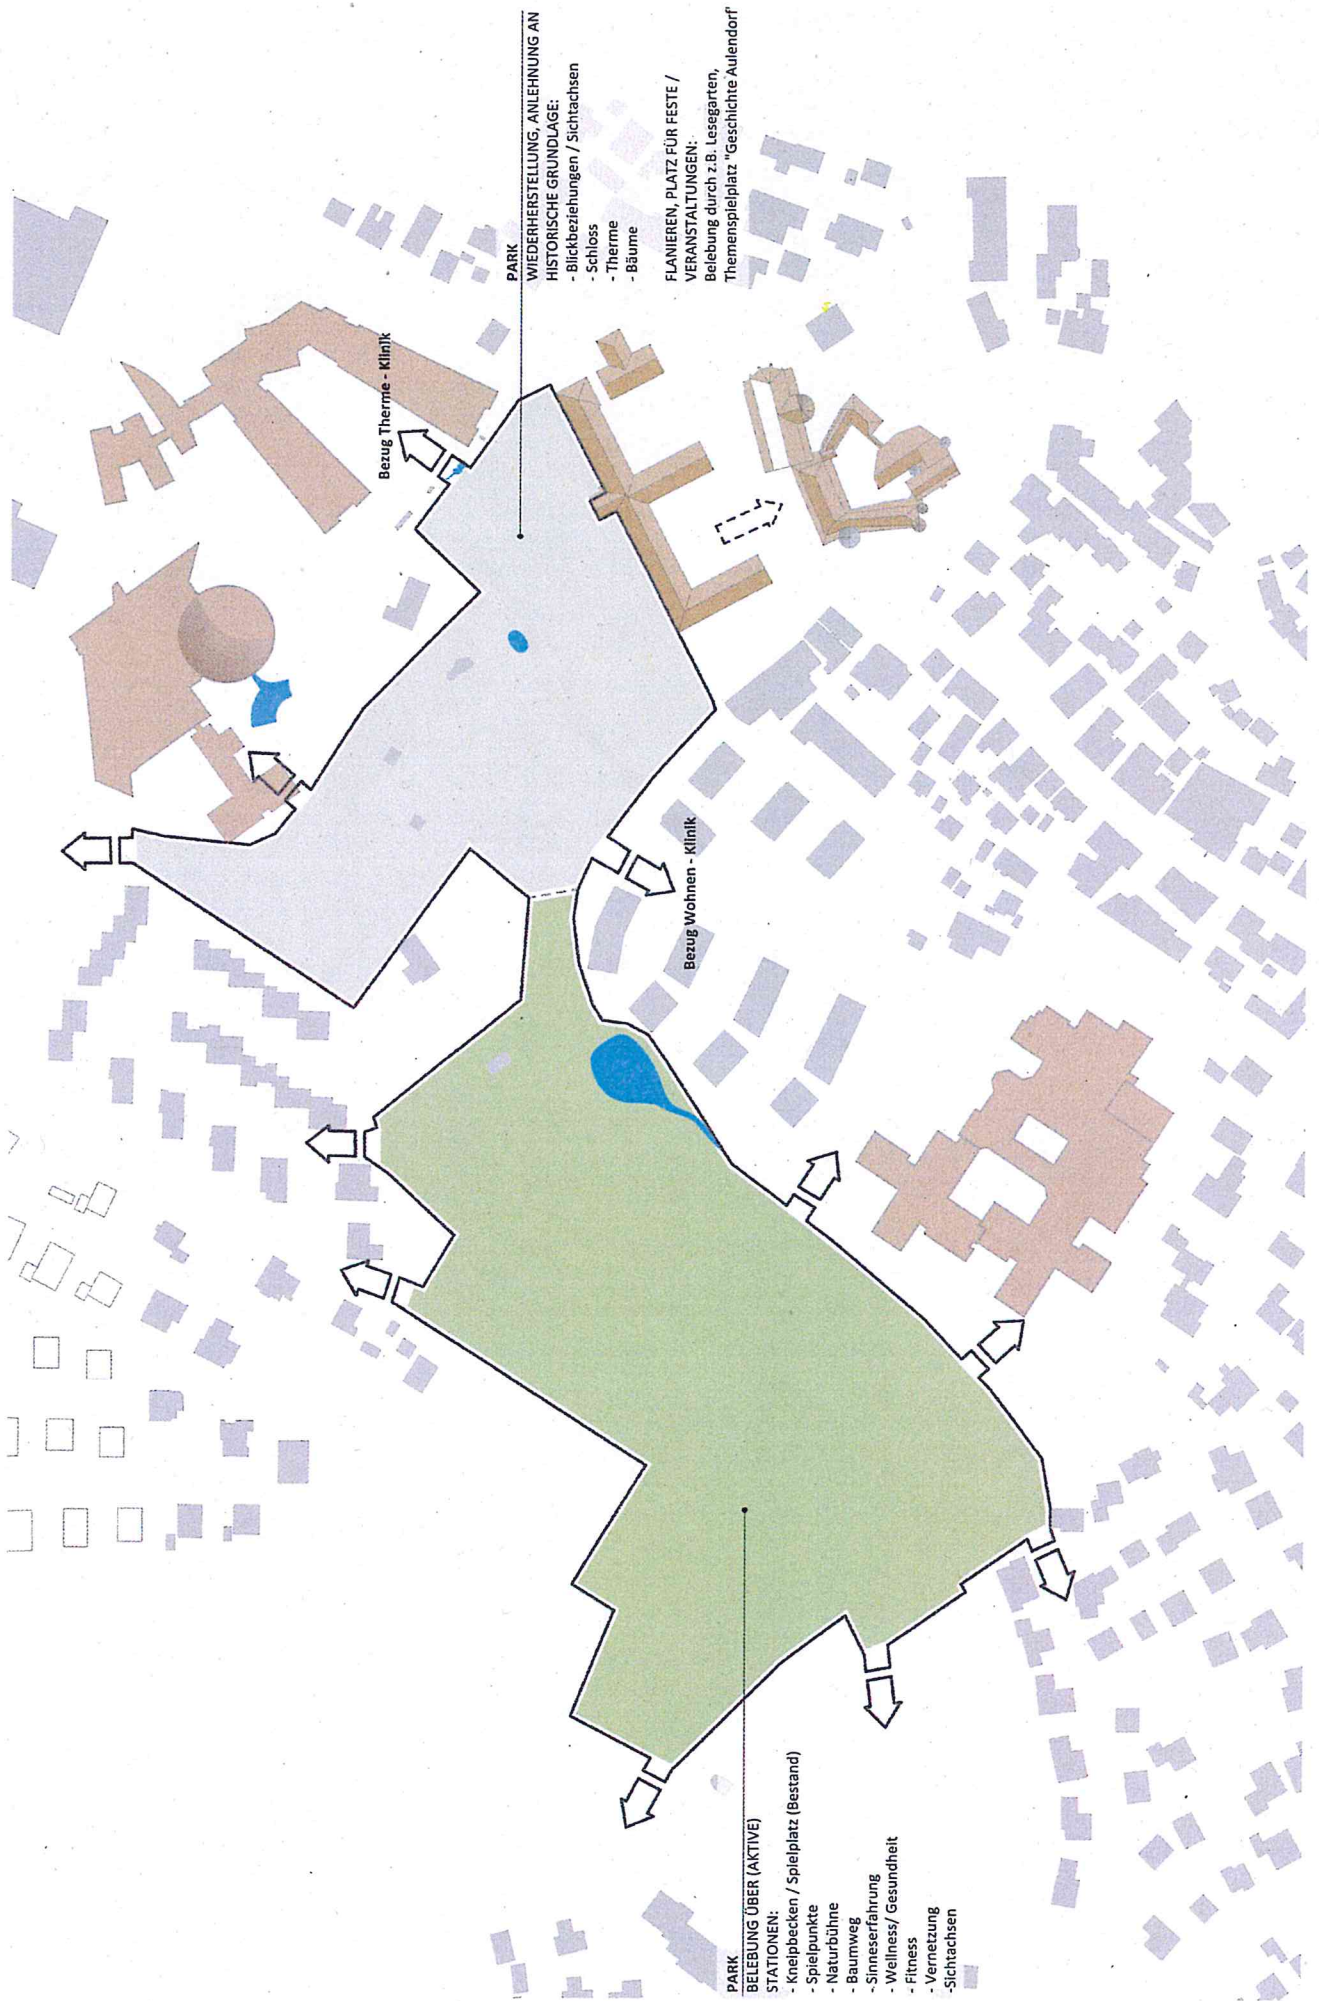 PARK
WIEDERHERSTELLUNG, ANLEHNUNG AN
HISTORISCHE GRUNDLAGE:
- Blickbeziehungen / Sichtachsen
- Schloss
- Therme
- Bäume
FLANIEREN, PLATZ FÜR FESTE /
VERANSTALTUNGEN:
Belebung durch z.B. Lesegarten,
Themenspielplatz "Geschichte Aulendorf"
Bezug Therme - Klinik
Bezug Wohnen - Klinik
PARK
BELEBUNG ÜBER (AKTIVE)
STATIONEN:
- Kneipbecken / Spielplatz (Bestand)
- Spielpunkte
- Naturbühne
- Baumweg
- Sinneserfahrung
- Wellness/ Gesundheit
- Fitness
- Vernetzung
-Sichtachsen